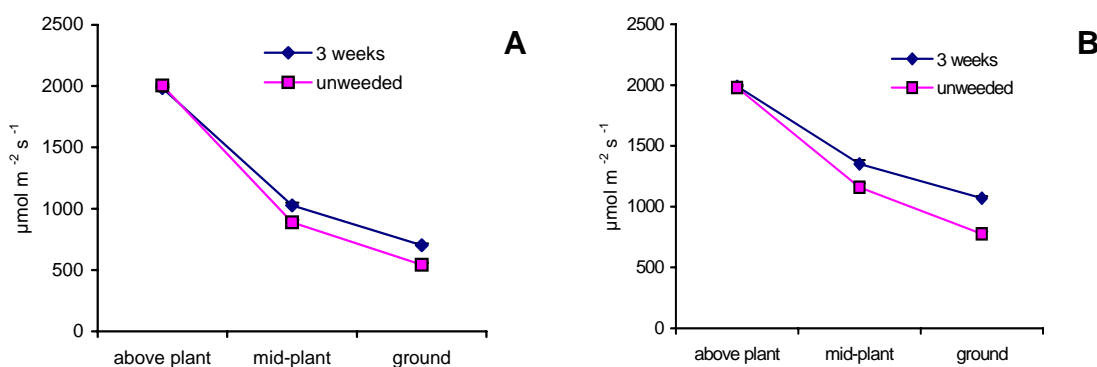 A
µmol m -2 s -1
2500
2000
1500
1000
500
0
3 weeks
unweeded
above plant mid-plant ground
B
µmol m -2 s -1
2500
2000
1500
1000
500
0
3 weeks
unweeded
above plant mid-plant ground